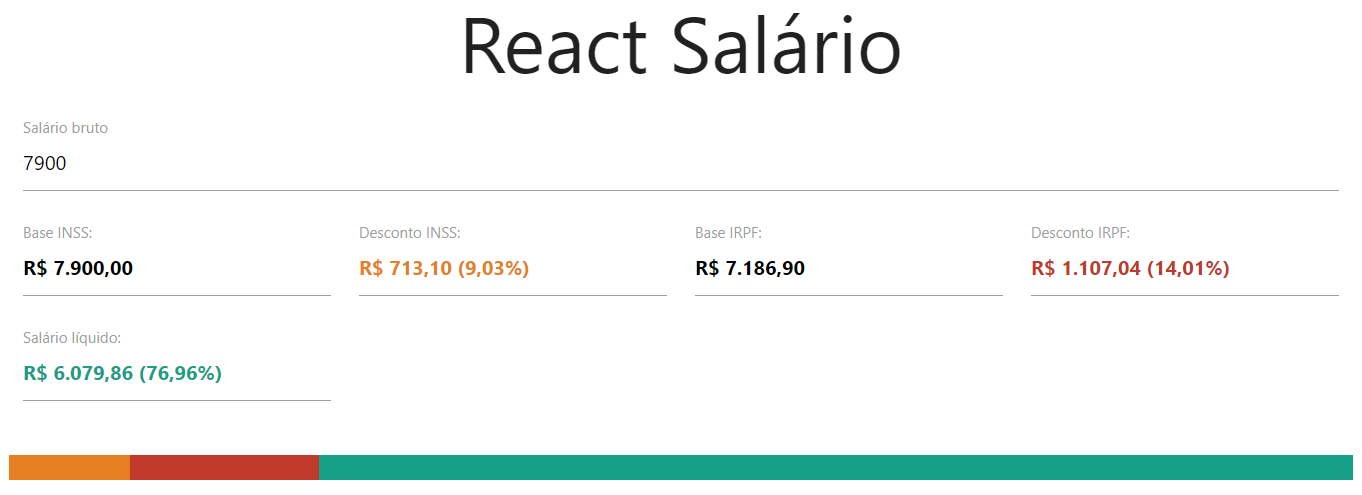 React Salário
Salário bruto
7900
Base INSS:
R$ 7.900,00
Desconto INSS:
R$ 713,10 (9,03%)
Base IRPF:
R$ 7.186,90
Desconto IRPF:
R$ 1.107,04 (14,01%)
Salário líquido:
R$ 6.079,86 (76,96%)